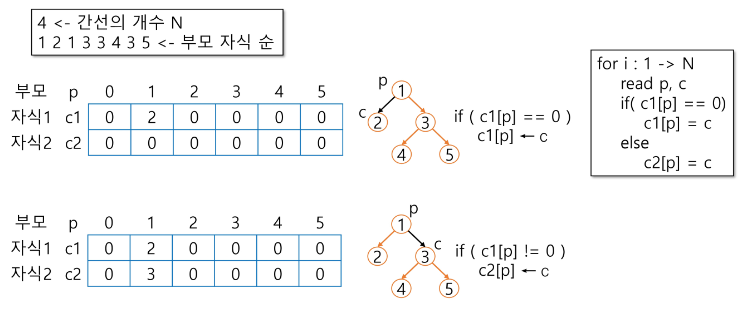 4 <- 간선의 개수 N
1 2 1 3 3 4 3 5 <- 부모 자식 순
부모 p 0 1 2 3 4 5
자식1 c1 0 2 0 0 0 0
자식2 c2 0 0 0 0 0 0
p
1
c
2 3
4 5
if ( c1[p] == 0 )
c1[p] ← c
for i : 1 -> N
read p, c
if( c1[p] == 0)
c1[p] = c
else
c2[p] = c
부모 p 0 1 2 3 4 5
자식1 c1 0 2 0 0 0 0
자식2 c2 0 3 0 0 0 0
p
1
c
2 3
4 5
if ( c1[p] != 0 )
c2[p] ← c